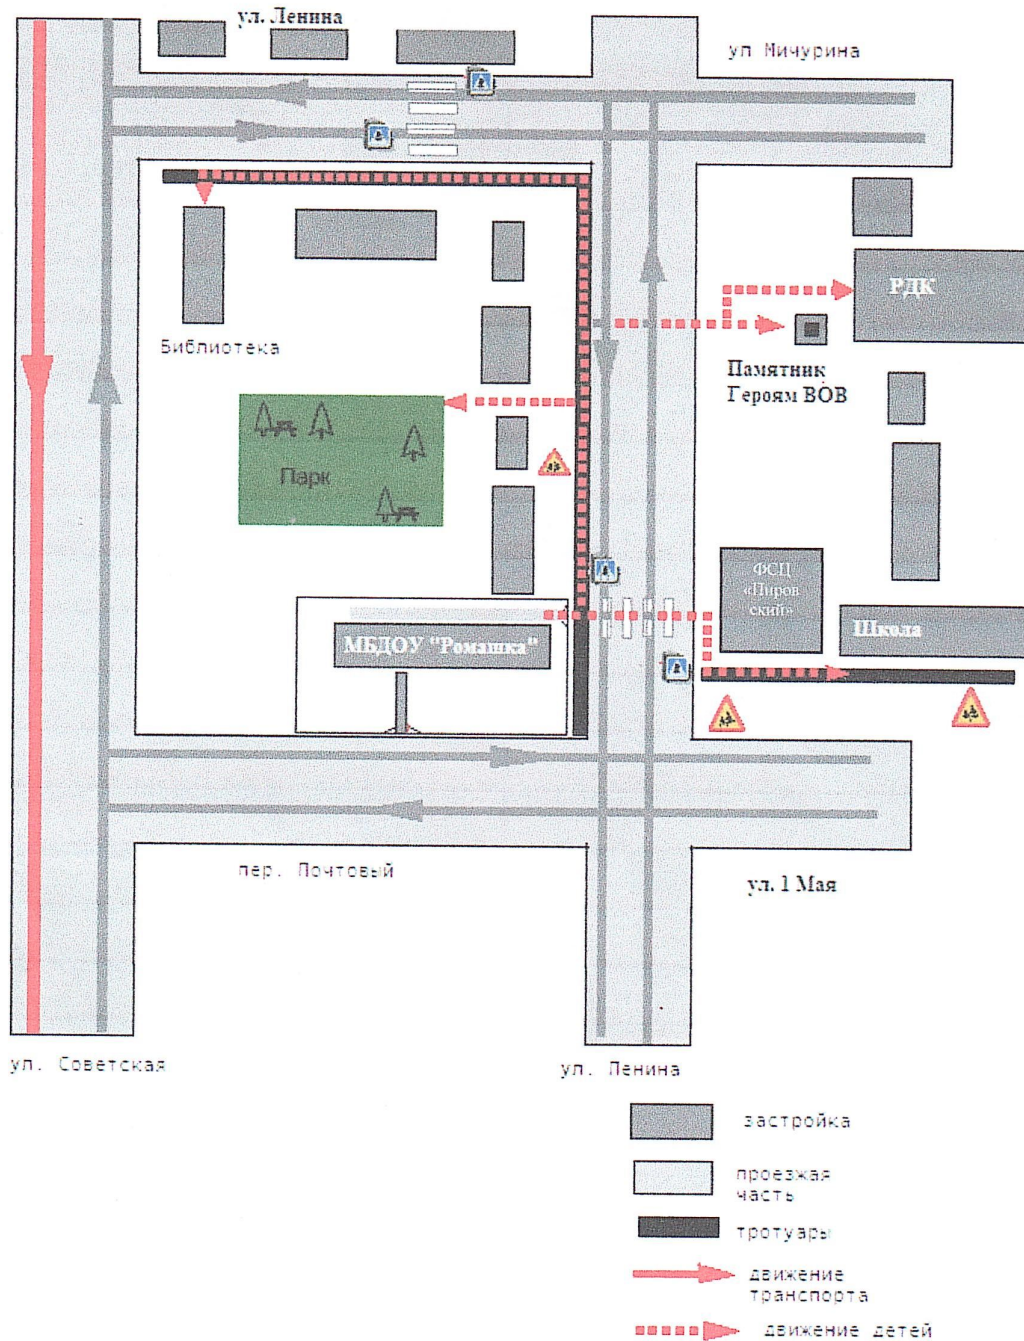 ул. Ленина
ул Мичурина
РДК
Библиотека
Памятник
Героям ВОВ
Парк
ФСЦ
«Пиров
ский»
Школа
МБДОУ "Ромашка"
пер. Почтовый
ул. 1 Мая
ул. Советская
ул. Ленина
застройка
проезжая
часть
тротуары
движение
транспорта
движение детей